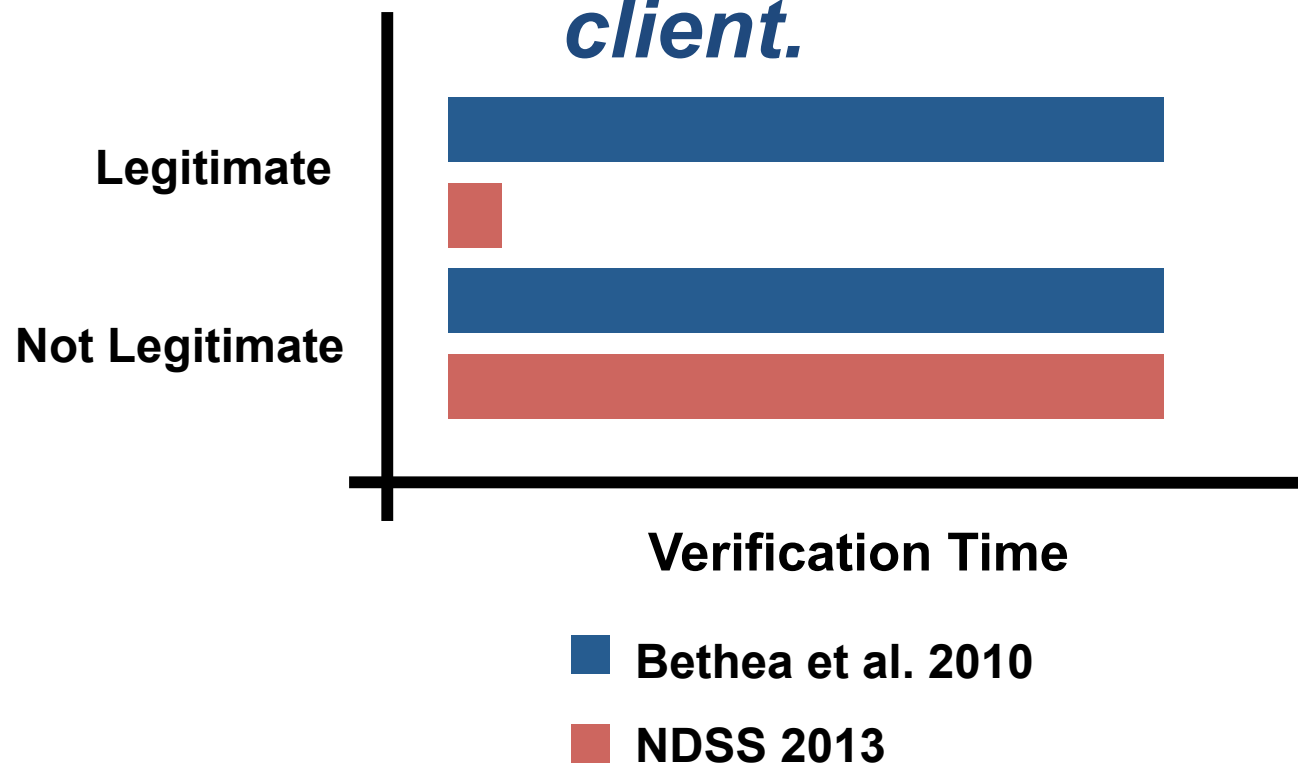 client.
Legitimate
Not Legitimate
Verification Time
Bethea et al. 2010
NDSS 2013